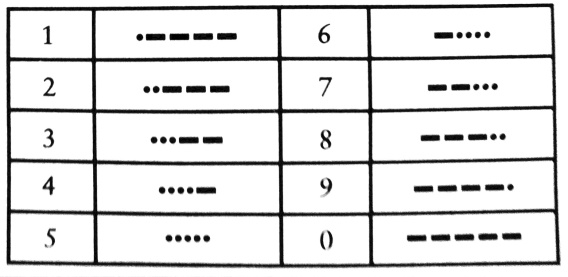 1 •▬ ▬ ▬ ▬ 6 ▬••••
2 ••▬ ▬ ▬ 7 ▬ ▬•••
3 •••▬ ▬ 8 ▬ ▬ ▬••
4 ••••▬ 9 ▬ ▬ ▬ ▬•
5 ••••• 0 ▬ ▬ ▬ ▬ ▬